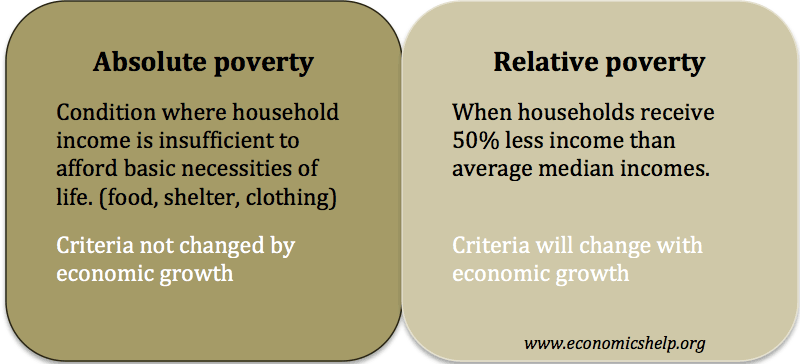 Absolute poverty
Condition where household
income is insufficient to
afford basic necessities of
life. (food, shelter, clothing)
Criteria not changed by
economic growth
Relative poverty
When households receive
50% less income than
average median incomes.
Criteria will change with
economic growth
www.economicshelp.org